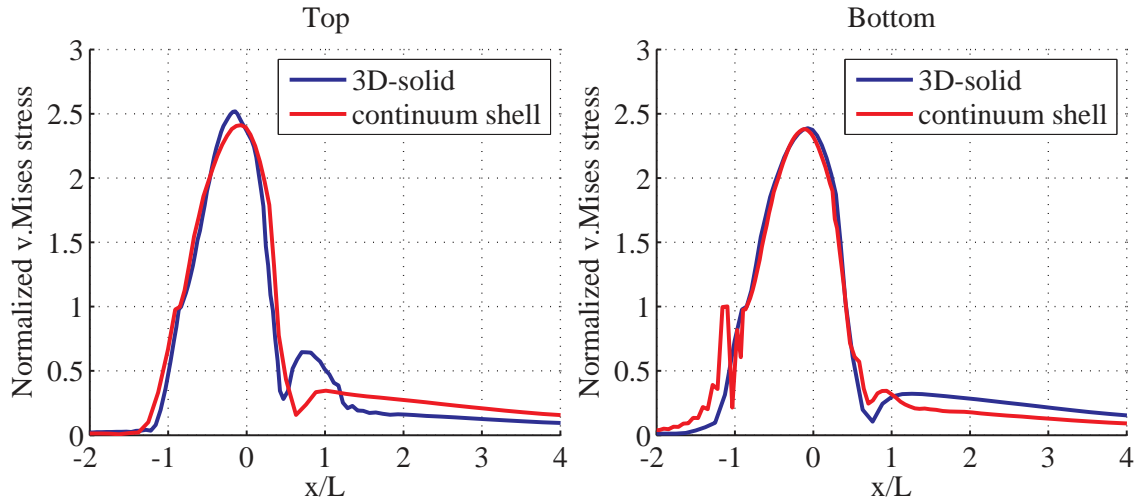 Top
Normalized v.Mises stress
3
2.5
2
1.5
1
0.5
0
-2
-1
0
1
2
3
4
x/L
3D-solid
continuum shell
Bottom
Normalized v.Mises stress
3
2.5
2
1.5
1
0.5
0
-2
-1
0
1
2
3
4
x/L
3D-solid
continuum shell